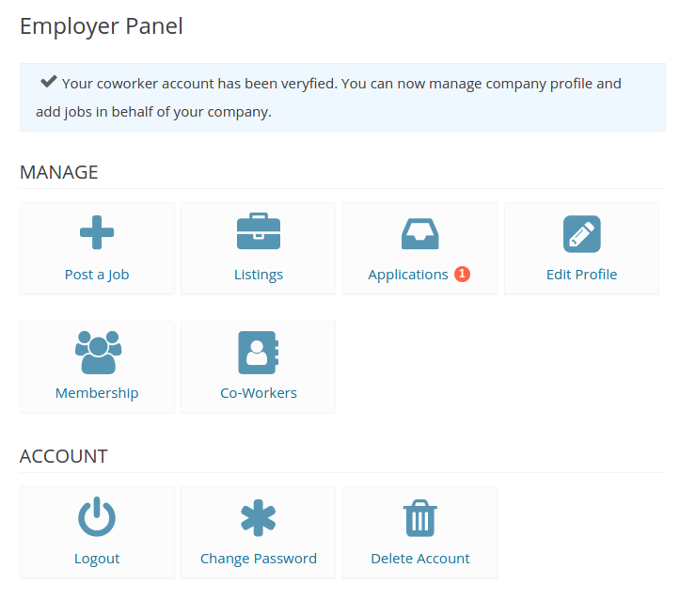 Employer Panel
Your coworker account has been veryfied. You can now manage company profile and
add jobs in behalf of your company.
MANAGE
Post a Job
Listings
Applications 1
Edit Profile
Membership
Co-Workers
ACCOUNT
Logout
Change Password
Delete Account